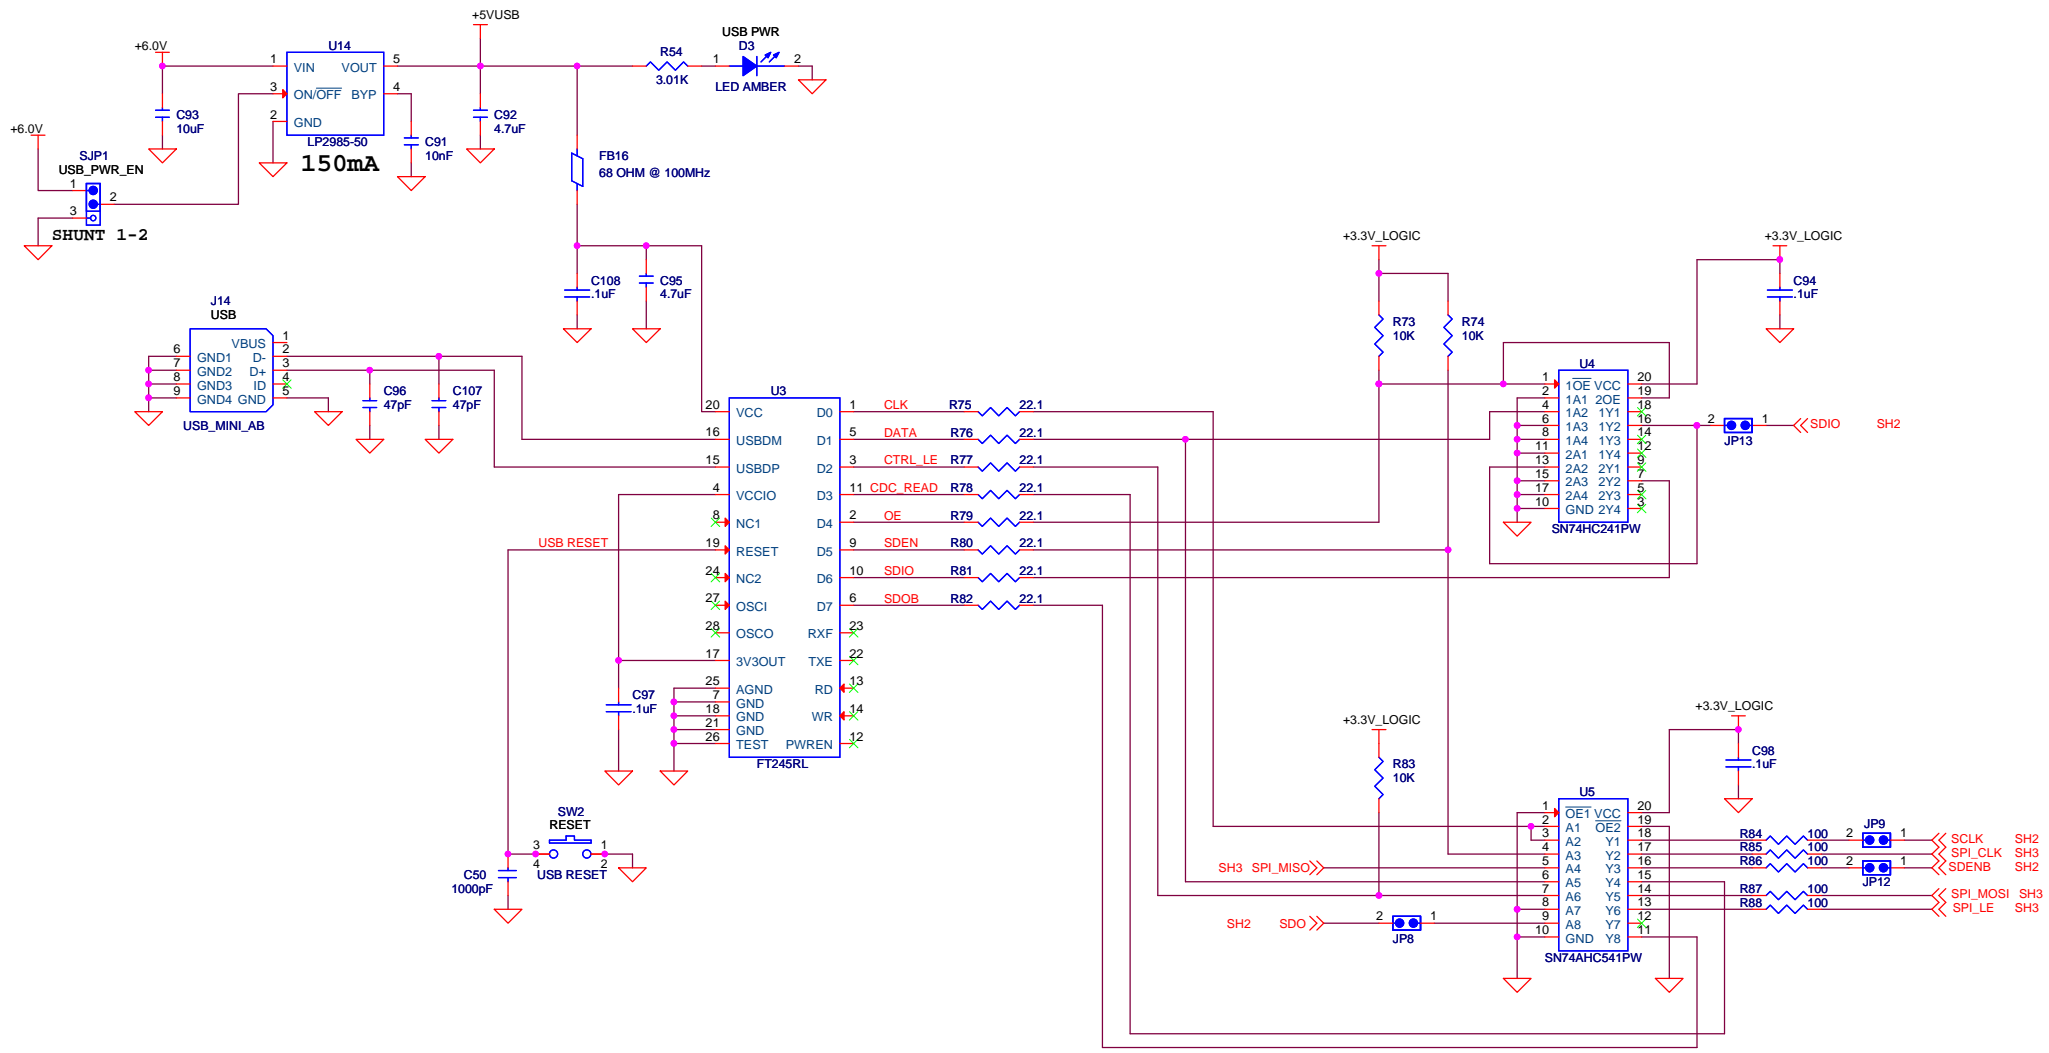 +5VUSB
USB PWR
D3
+6.0V
U14
R54
3.01K
1
2
LED AMBER
1
VIN
VOUT
5
3
ON/OFF
BYP
4
2
GND
LP2985-50
150mA
C93
10uF
C91
10nF
C92
4.7uF
+6.0V
SJP1
USB_PWR_EN
1
2
3
SHUNT 1-2
FB16
68 OHM @ 100MHz
C108
.1uF
C95
4.7uF
J14
USB
VBUS
1
6
GND1
D-
2
7
GND2
D+
3
8
GND3
ID
4
9
GND4
GND
5
USB_MINI_AB
C96
47pF
C107
47pF
U3
20
VCC
D0
1
CLK
R75
22.1
16
USBDM
D1
5
DATA
R76
22.1
15
USBDP
D2
3
CTRL_LE
R77
22.1
4
VCCIO
D3
11
CDC_READ
R78
22.1
8
NC1
D4
2
OE
R79
22.1
USB RESET
19
RESET
D5
9
SDEN
R80
22.1
24
NC2
D6
10
SDIO
R81
22.1
27
OSCI
D7
6
SDOB
R82
22.1
28
OSCO
RXF
23
17
3V3OUT
TXE
22
25
AGND
RD
13
7
GND
18
GND
WR
14
21
GND
26
TEST
PWREN
12
FT245RL
C97
.1uF
SW2
RESET
3
1
4
2
USB RESET
C50
1000pF
+3.3V_LOGIC
R73
10K
R74
10K
+3.3V_LOGIC
C94
.1uF
U4
1
1OE
VCC
20
2
1A1
2OE
19
4
1A2
1Y1
18
6
1A3
1Y2
16
8
1A4
1Y3
14
11
2A1
1Y4
12
13
2A2
2Y1
9
15
2A3
2Y2
7
17
2A4
2Y3
5
10
GND
2Y4
3
SN74HC241PW
2
1
JP13
SDIO
SH2
+3.3V_LOGIC
R83
10K
+3.3V_LOGIC
C98
.1uF
U5
1
OE1
VCC
20
2
A1
OE2
19
3
A2
Y1
18
4
A3
Y2
17
5
A4
Y3
16
6
A5
Y4
15
7
A6
Y5
14
8
A7
Y6
13
9
A8
Y7
12
10
GND
Y8
11
SN74AHC541PW
SH3 SPI_MISO
SH2 SDO
2
1
JP8
R84
100
2
JP9
1
SCLK SH2
R85
100
SPI_CLK SH3
R86
100
2
1
JP12
SDENB SH2
R87
100
SPI_MOSI SH3
R88
100
SPI_LE SH3